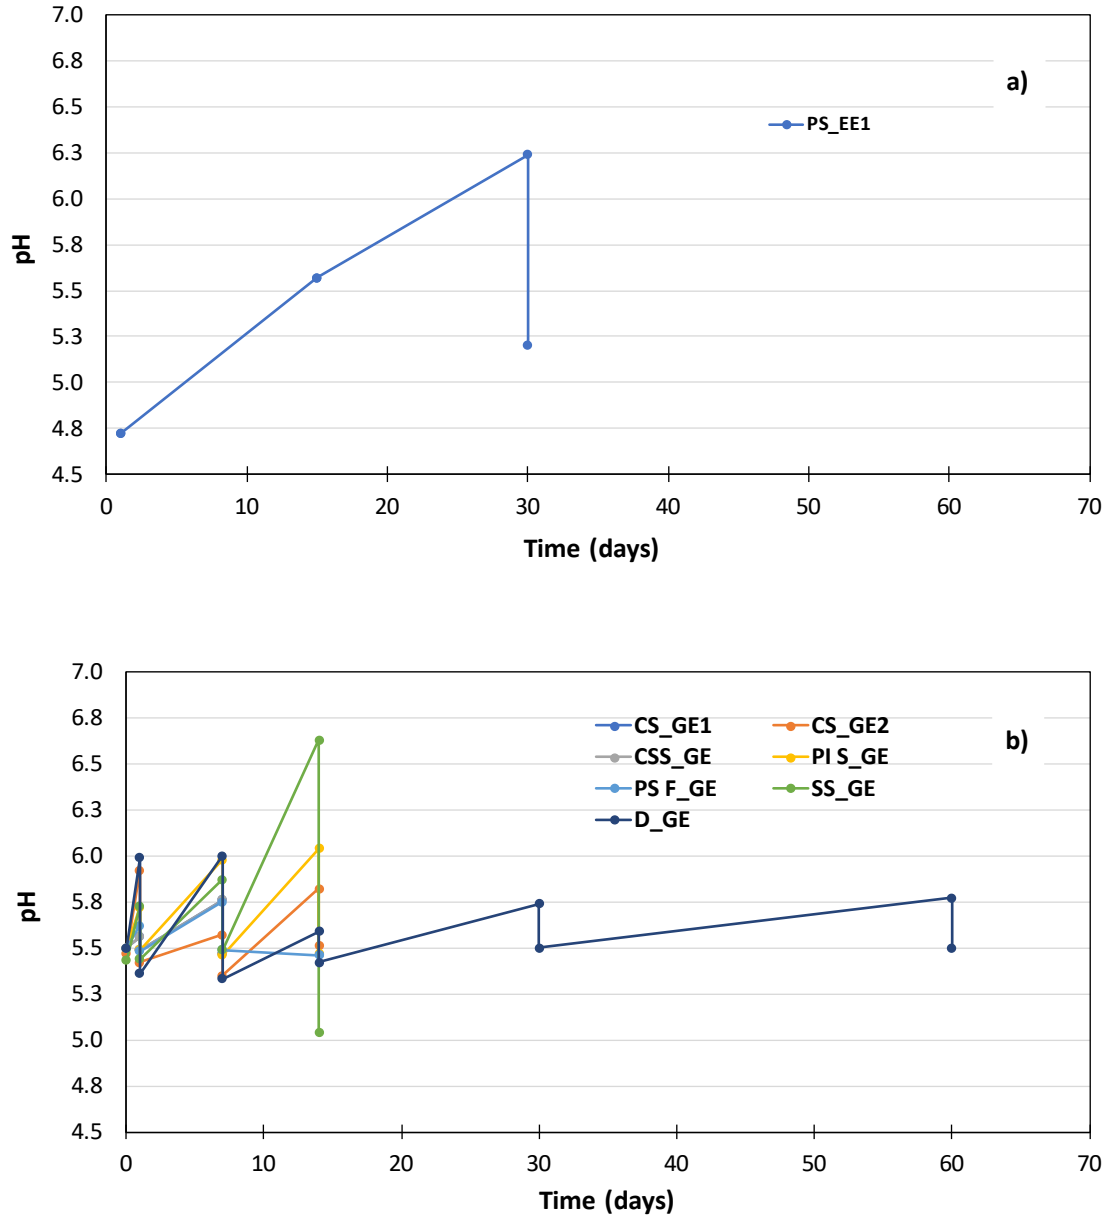 7.0
6.8
a)
6.5
PS_EE1
6.3
6.0
5.8
pH
5.5
5.3
5.0
4.8
4.5
0 10 20 30 40 50 60 70
Time (days)
7.0
6.8
CS_GE1 CS_GE2
b)
CSS_GE PI S_GE
6.5
PS F_GE SS_GE
D_GE
6.3
6.0
5.8
pH
5.5
5.3
5.0
4.8
4.5
0 10 20 30 40 50 60 70
Time (days)